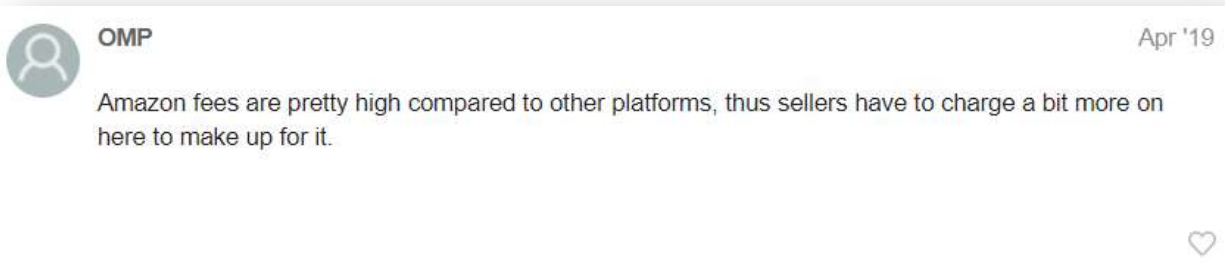 OMP
Apr '19
Amazon fees are pretty high compared to other platforms, thus sellers have to charge a bit more on
here to make up for it.